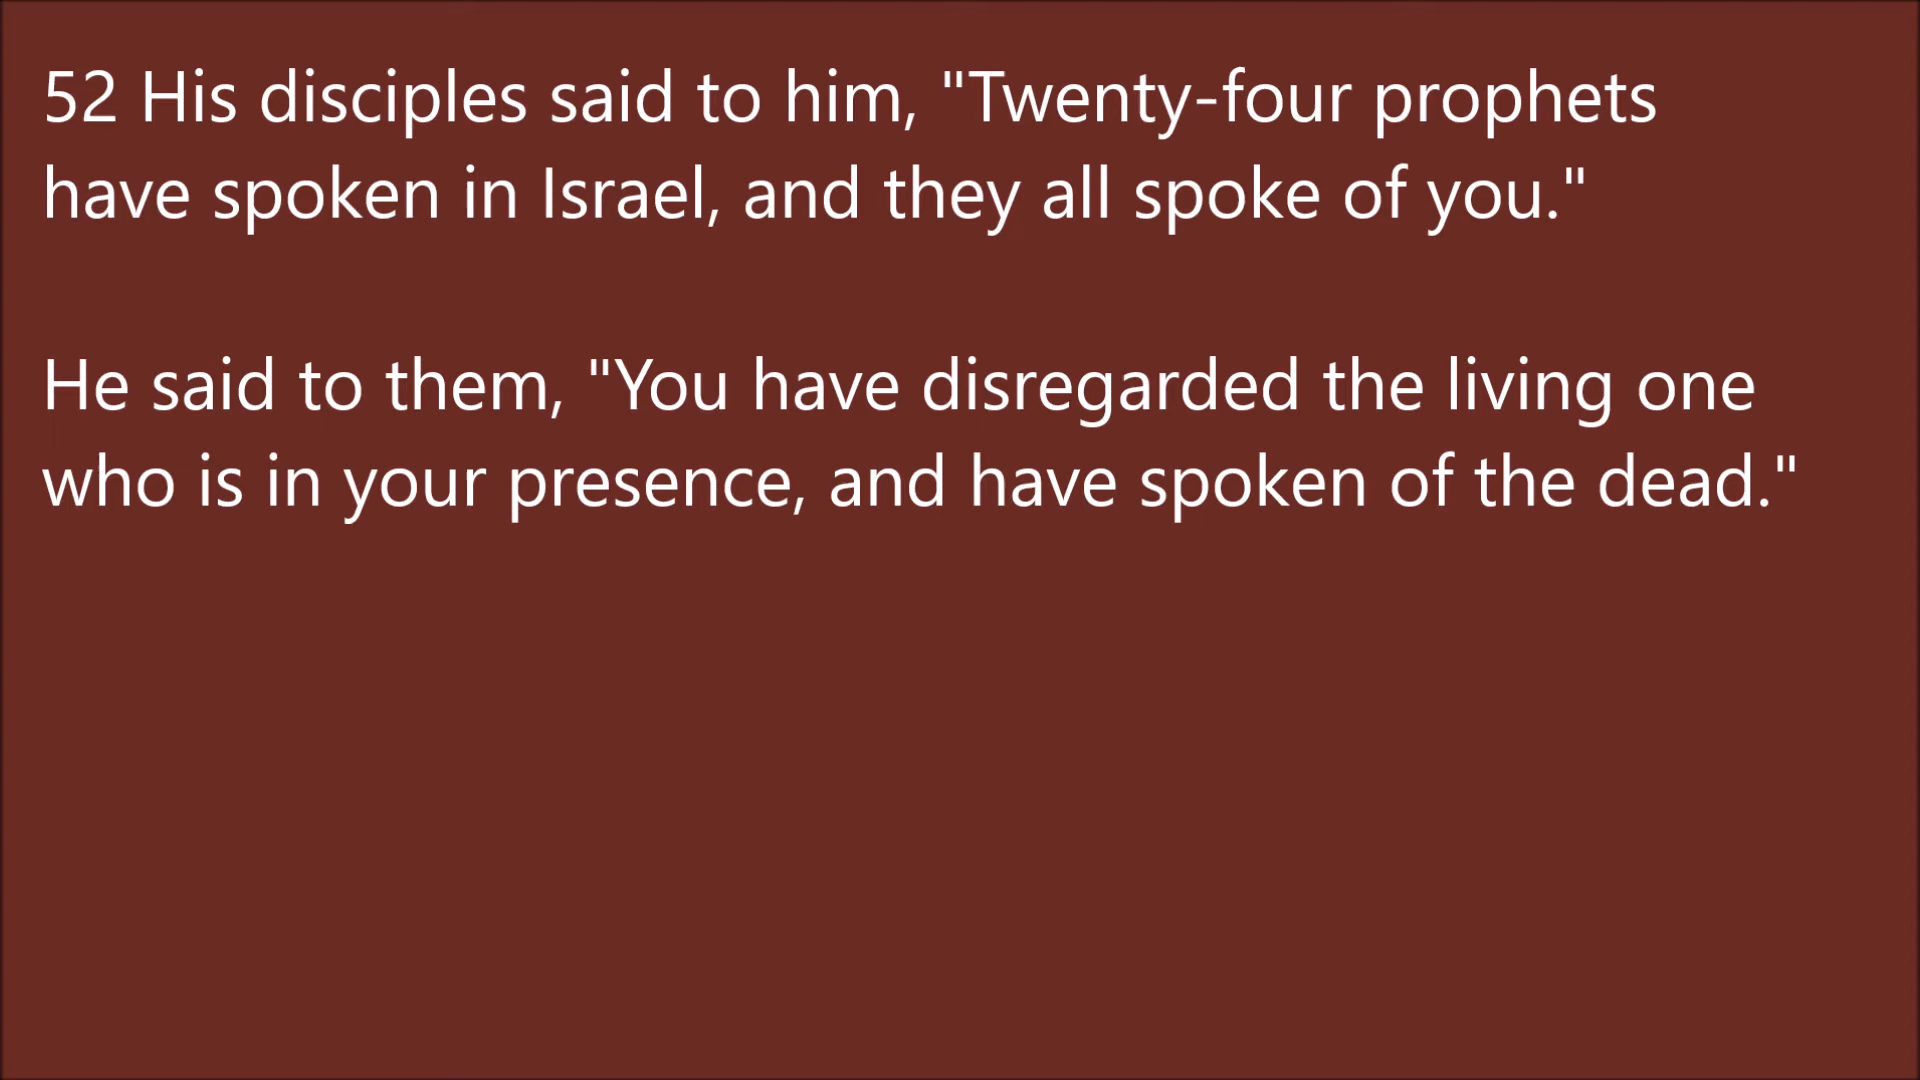 52 His disciples said to him, "Twenty-four prophets
have spoken in Israel, and they all spoke of you."
He said to them, "You have disregarded the living one
who is in your presence, and have spoken of the dead."